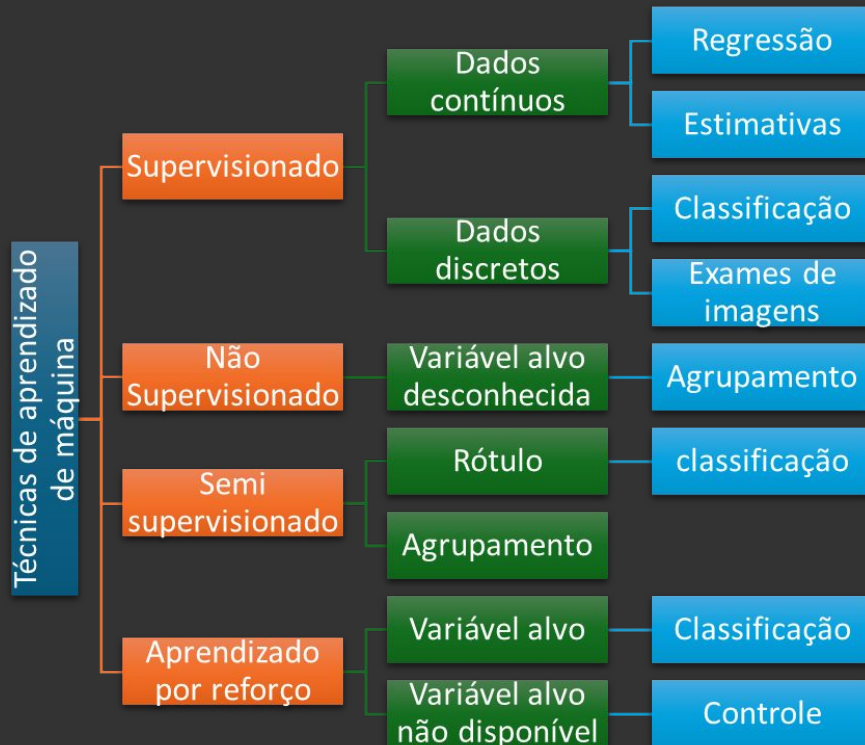 Técnicas de aprendizado
de máquina
Supervisionado
Dados
contínuos
Regressão
Estimativas
Dados
discretos
Classificação
Exames de
imagens
Não
Supervisionado
Variável alvo
desconhecida
Agrupamento
Semi
supervisionado
Rótulo
classificação
Agrupamento
Aprendizado
por reforço
Variável alvo
Classificação
Variável alvo
não disponível
Controle